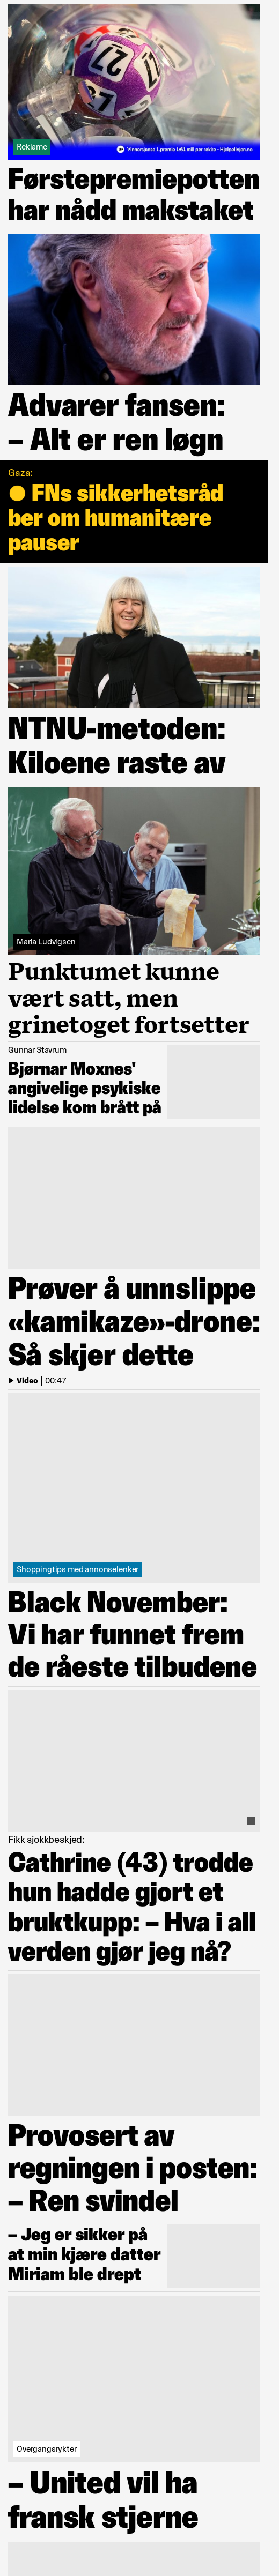 27
Reklame
Vinnersjanse 1.premie 1:61 mill per rekke - Hjelpelinjen.no
Førstepremiepotten
har nådd makstaket
Advarer fansen:
– Alt er ren løgn
Gaza:
FNs sikkerhetsråd
ber om humanitære
pauser
NTNU-metoden:
Kiloene raste av
Maria Ludvigsen
Punktumet kunne
vært satt, men
grinetoget fortsetter
Gunnar Stavrum
Bjørnar Moxnes'
angivelige psykiske
lidelse kom brått på
Prøver å unnslippe
«kamikaze»-drone:
Så skjer dette
Video | 00:47
Shoppingtips med annonselenker
Black November:
Vi har funnet frem
de råeste tilbudene
Fikk sjokkbeskjed:
Cathrine (43) trodde
hun hadde gjort et
bruktkupp: – Hva i all
verden gjør jeg nå?
Provosert av
regningen i posten:
– Ren svindel
– Jeg er sikker på
at min kjære datter
Miriam ble drept
Overgangsrykter
– United vil ha
fransk stjerne